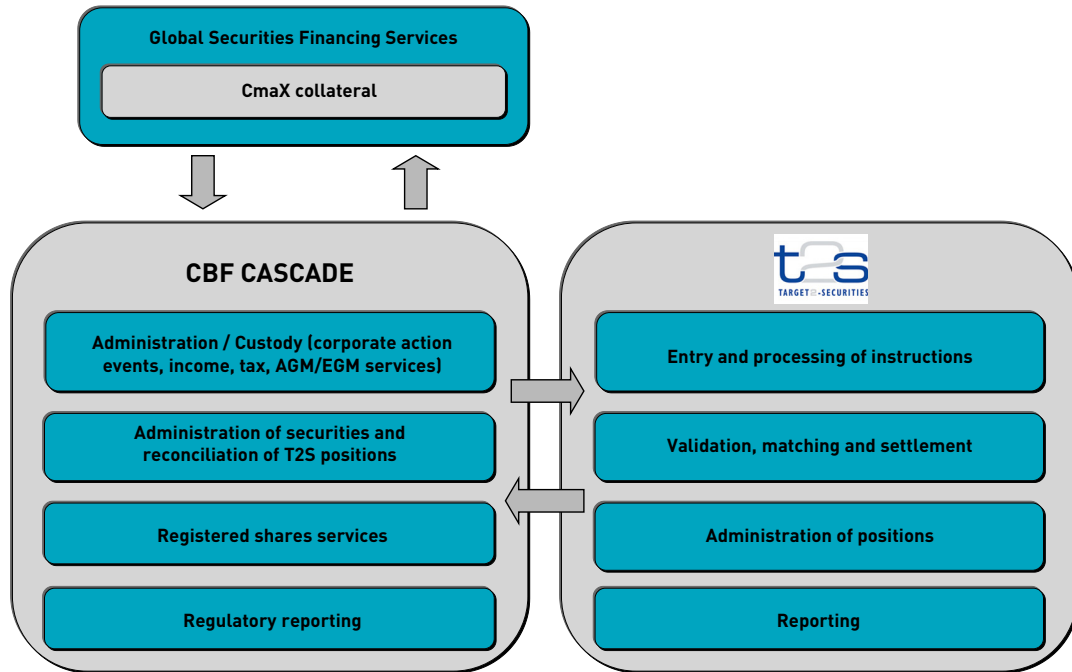 Global Securities Financing Services
CmaX collateral
CBF CASCADE
Administration / Custody (corporate action
events, income, tax, AGM/EGM services)
Administration of securities and
reconciliation of T2S positions
Registered shares services
Regulatory reporting
t2s
TARGET2-SECURITIES
Entry and processing of instructions
Validation, matching and settlement
Administration of positions
Reporting